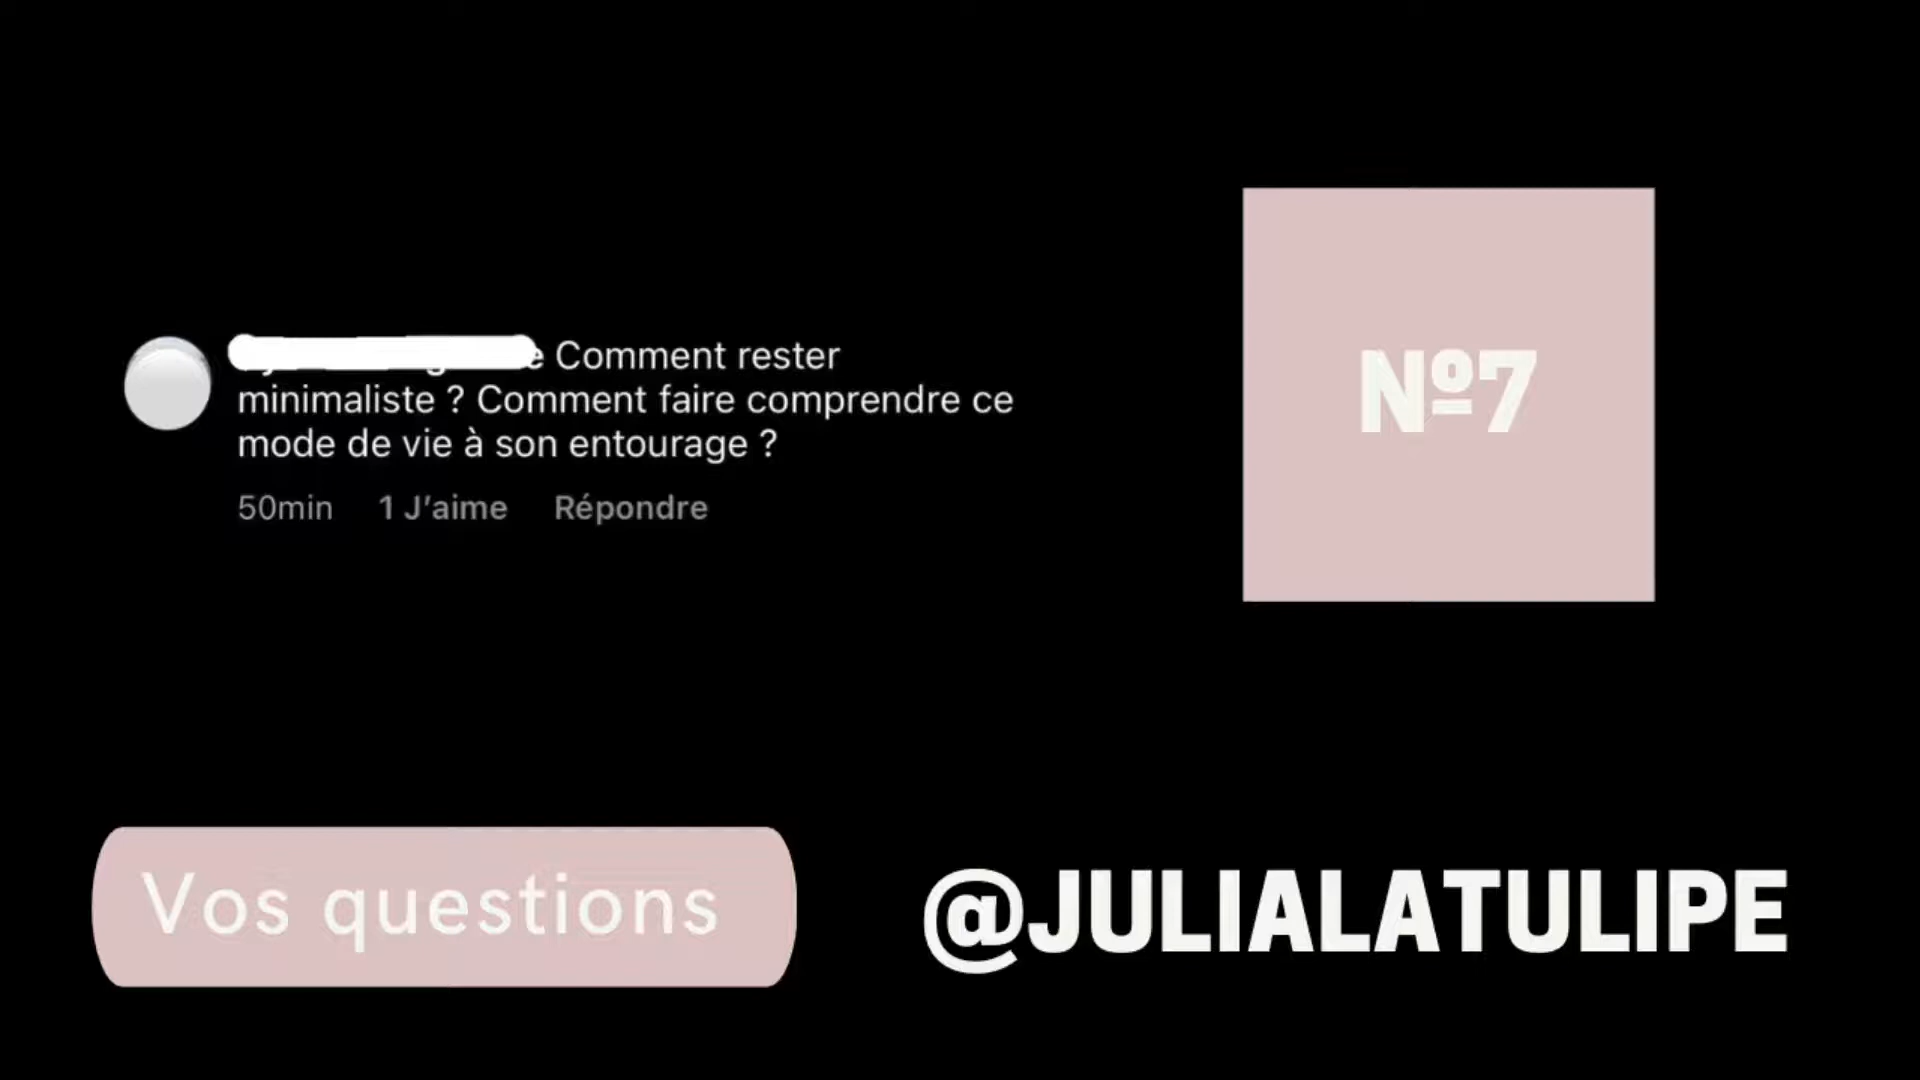 Comment rester
minimaliste ? Comment faire comprendre ce
mode de vie à son entourage ?
50min 1 J’aime Répondre
Nº7
Vos questions
@JULIALATULIPE